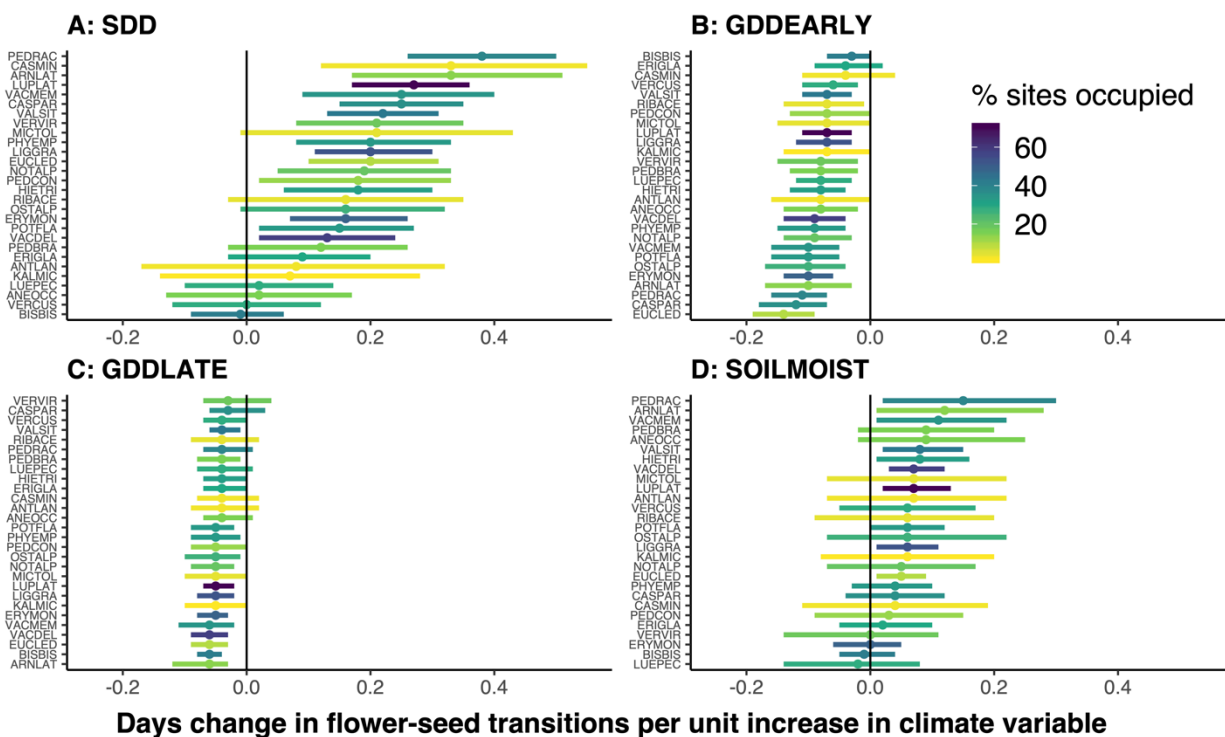 A: SDD
PEDRAC
CASMIN
ARNLAT
LUPLAT
VACMEM
CASPAR
VALSIT
VERVIR
MICTOL
PHYEMP
LIGGRA
EUCLED
NOTALP
PEDCON
HIETRI
RIBACE
OSTALP
ERYMON
POTFLA
VACDEL
PEDBRA
ERIGLA
ANTLAN
KALMIC
LUEPEC
ANEOCC
VERCUS
BISBIS
-0.2 0.0 0.2 0.4
B: GDDEARLY
BISBIS
ERIGLA
CASMIN
VERCUS
VALSIT
RIBACE
PEDCON
MICTOL
LUPLAT
LIGGRA
KALMIC
VERVIR
PEDBRA
LUEPEC
HIETRI
ANTLAN
ANEOCC
VACDEL
PHYEMP
NOTALP
VACMEM
POTFLA
OSTALP
ERYMON
ARNLAT
PEDRAC
CASPAR
EUCLED
-0.2 0.0 0.2 0.4
% sites occupied
60
40
20
C: GDDLATE
VERVIR
CASPAR
VERCUS
VALSIT
RIBACE
PEDRAC
PEDBRA
LUEPEC
HIETRI
ERIGLA
CASMIN
ANTLAN
ANEOCC
POTFLA
PHYEMP
PEDCON
OSTALP
NOTALP
MICTOL
LUPLAT
LIGGRA
KALMIC
ERYMON
VACMEM
VACDEL
EUCLED
BISBIS
ARNLAT
-0.2 0.0 0.2 0.4
D: SOILMOIST
PEDRAC
ARNLAT
VACMEM
PEDBRA
ANEOCC
VALSIT
HIETRI
VACDEL
MICTOL
LUPLAT
ANTLAN
VERCUS
RIBACE
POTFLA
OSTALP
LIGGRA
KALMIC
NOTALP
EUCLED
PHYEMP
CASPAR
CASMIN
PEDCON
ERIGLA
VERVIR
ERYMON
BISBIS
LUEPEC
-0.2 0.0 0.2 0.4
Days change in flower-seed transitions per unit increase in climate variable